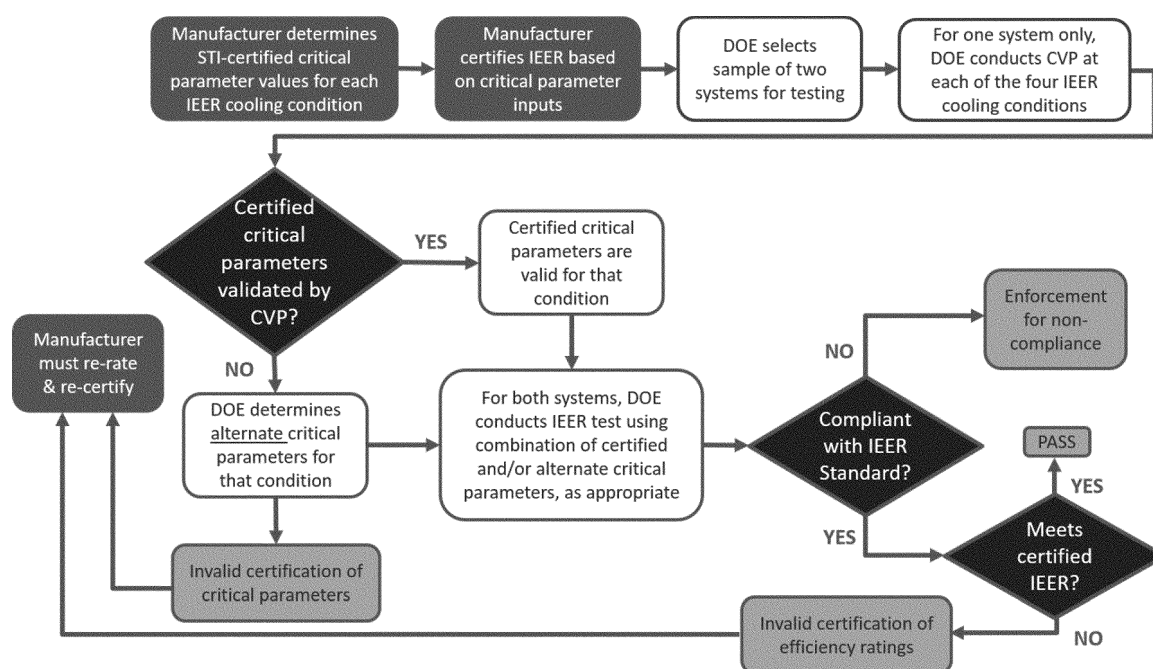 Manufacturer determines
STI-certified critical
parameter values for each
IEER cooling condition
Manufacturer
certifies IEER based
on critical parameter
inputs
DOE selects
sample of two
systems for testing
For one system only,
DOE conducts CVP at
each of the four IEER
cooling conditions
Certified
critical
parameters
validated by
CVP?
YES
Certified critical
parameters are
valid for that
condition
NO
Manufacturer
must re-rate
& re-certify
DOE determines
alternate critical
parameters for
that condition
For both systems, DOE
conducts IEER test using
combination of certified
and/or alternate critical
parameters, as appropriate
Invalid certification of
critical parameters
Compliant
with IEER
Standard?
NO
Enforcement
for non-
compliance
YES
Meets
certified
IEER?
YES
PASS
NO
Invalid certification of
efficiency ratings